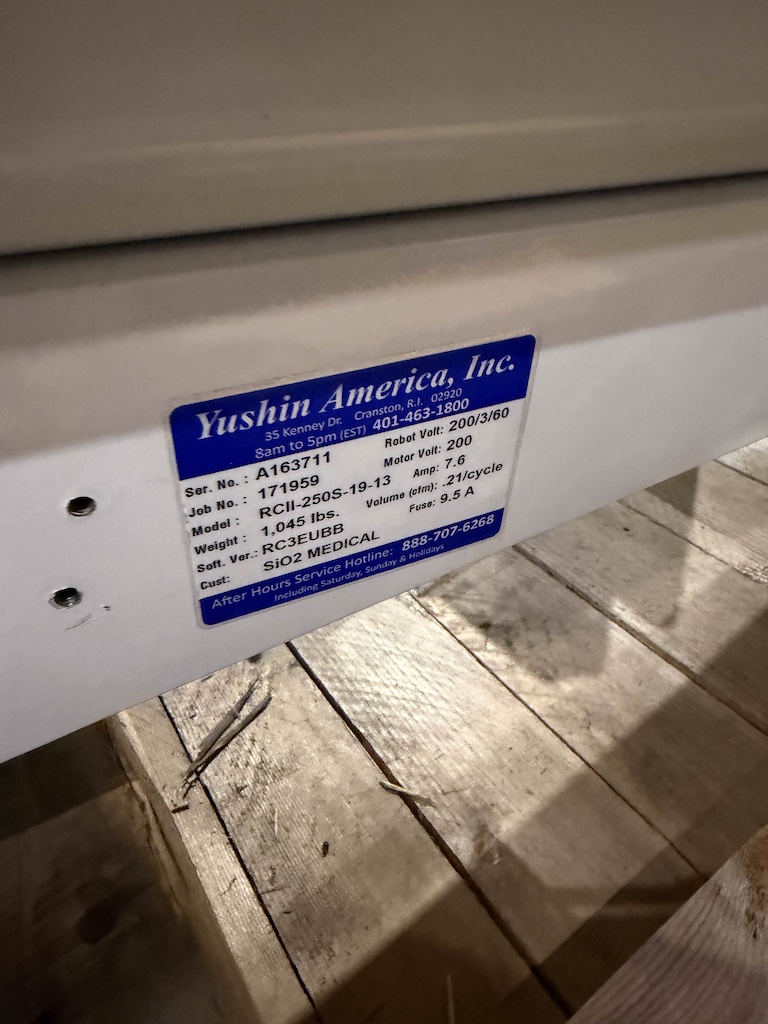 Yushin America, Inc.
35 Kenney Dr. Cranston, R.I. 02920
8am to 5pm (EST) 401-463-1800
Ser. No. : A163711 Robot Volt: 200/3/60
Job No. : 171959 Motor Volt: 200
Model : RCII-250S-19-13 Amp: 7.6
Weight : 1,045 lbs. Volume (cfm): .21/cycle
Soft. Ver.: RC3EUBB Fuse: 9.5 A
Cust: SiO2 MEDICAL
After Hours Service Hotline: 888-707-6268
Including Saturday, Sunday & Holidays